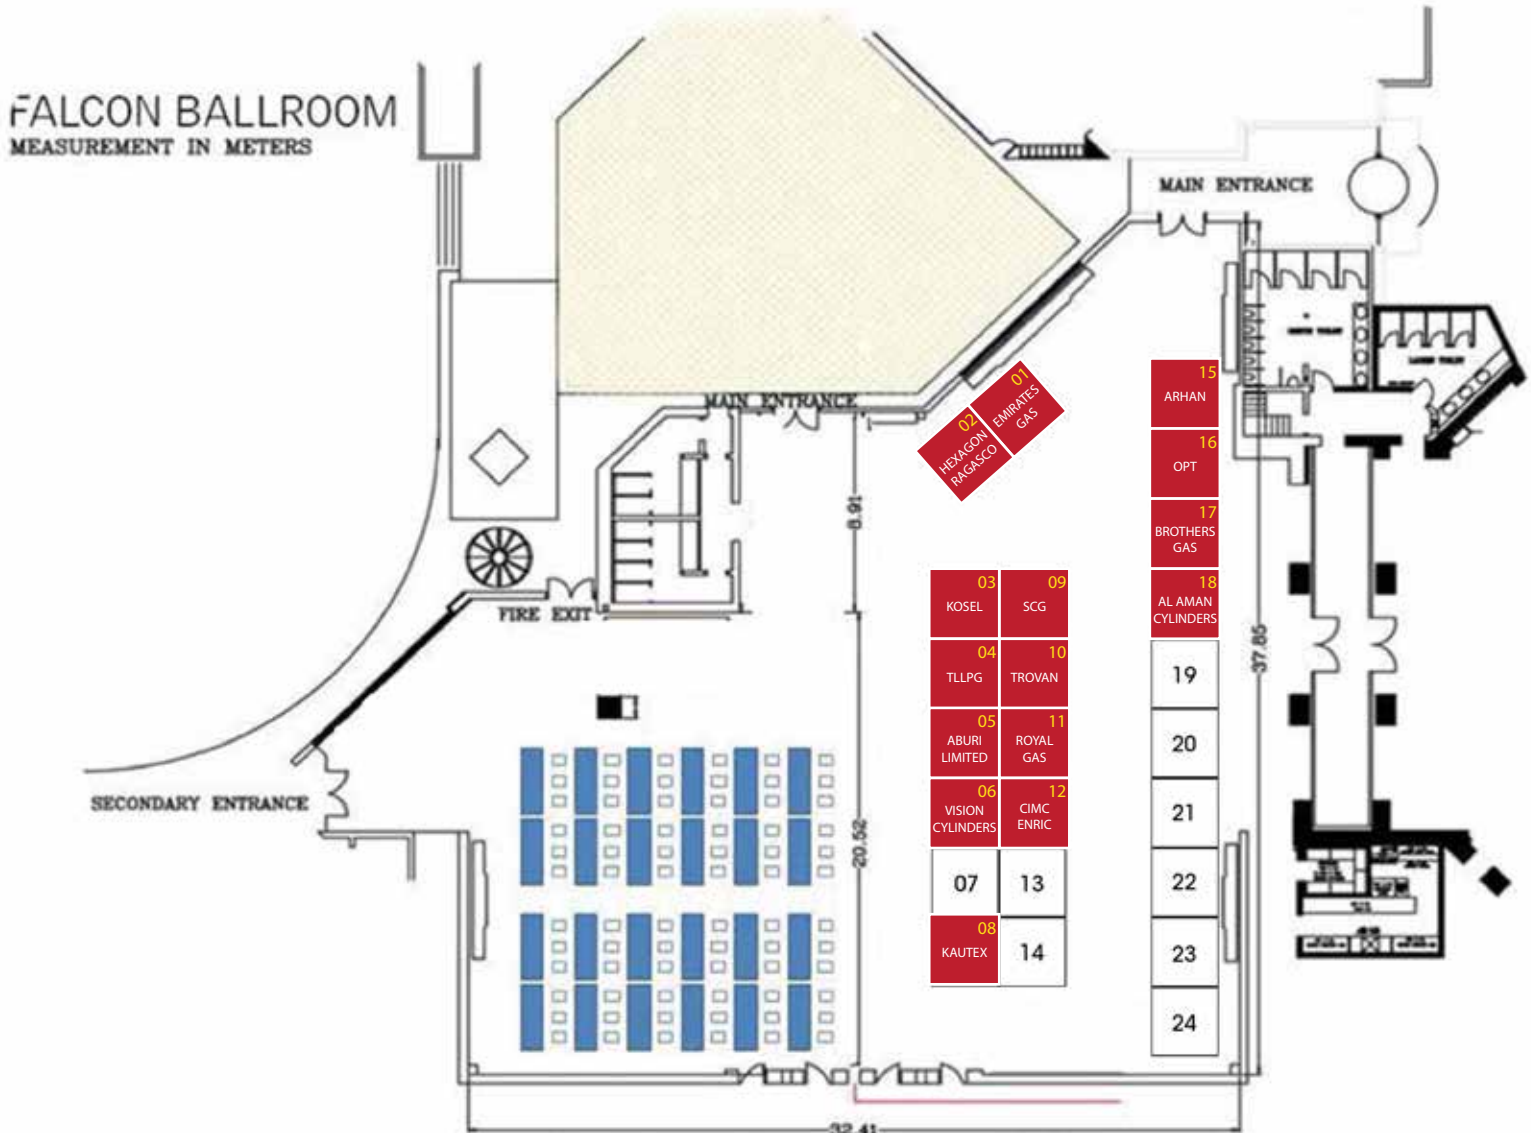 FALCON BALLROOM
MEASUREMENT IN METERS
MAIN ENTRANCE
MAIN ENTRANCE
FIRE EXIT
SECONDARY ENTRANCE
8.91
20.52
37.85
32.41
01
EMIRATES
GAS
02
HEXAGON
RAGASCO
03
KOSEL
09
SCG
04
TLLPG
10
TROVAN
05
ABURI
LIMITED
11
ROYAL
GAS
06
VISION
CYLINDERS
12
CIMC
ENRIC
07
13
08
KAUTEX
14
15
ARHAN
16
OPT
17
BROTHERS
GAS
18
AL AMAN
CYLINDERS
19
20
21
22
23
24